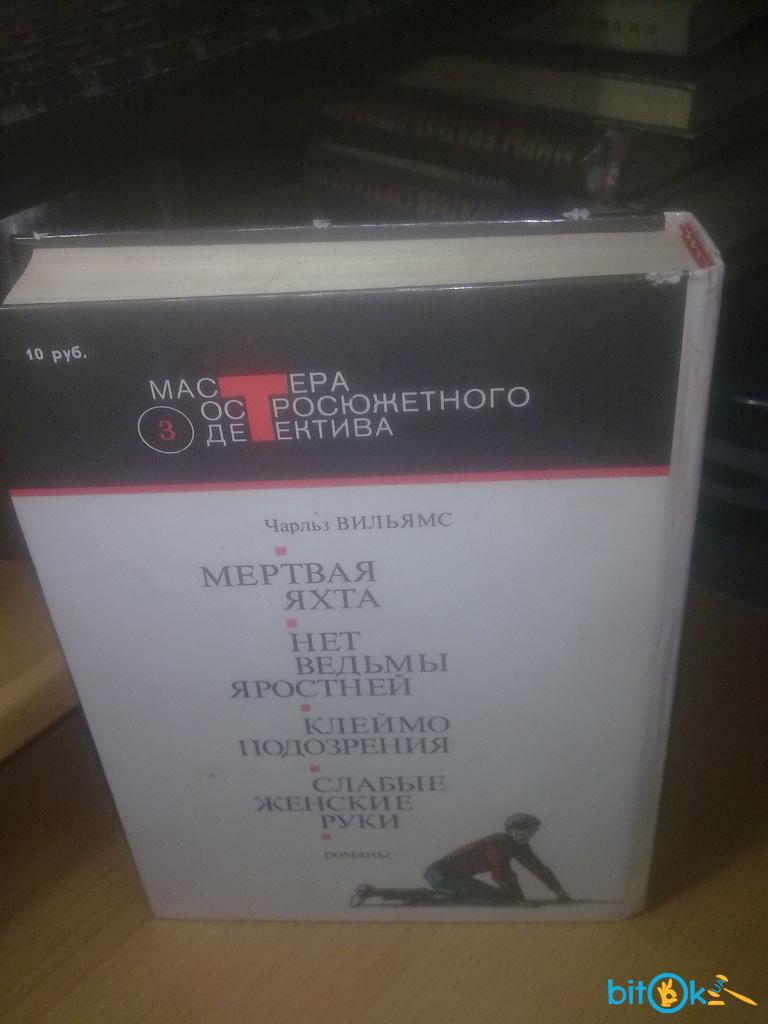 10 руб.
МАСТЕРА
ОСТРОСЮЖЕТНОГО
ДЕТЕКТИВА
3
Чарльз ВИЛЬЯМС
МЕРТВАЯ
ЯХТА
НЕТ
ВЕДЬМЫ
ЯРОСТНЕЙ
КЛЕЙМО
ПОДОЗРЕНИЯ
СЛАБЫЕ
ЖЕНСКИЕ
РУКИ
романы
bitOk
UA